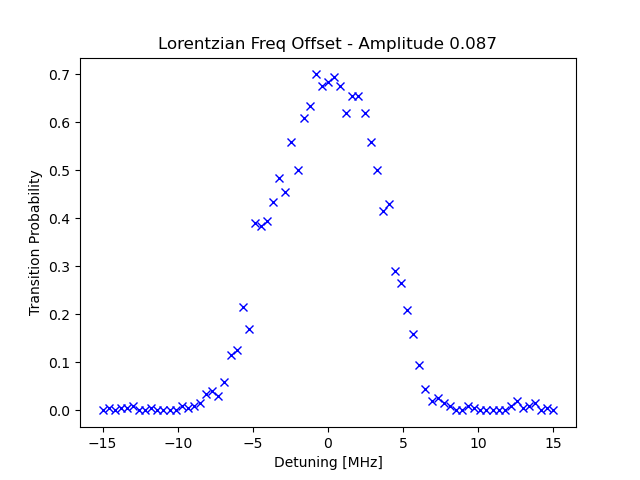 Lorentzian Freq Offset - Amplitude 0.087
Transition Probability
0.7
0.6
0.5
0.4
0.3
0.2
0.1
0.0
−15 −10 −5 0 5 10 15
Detuning [MHz]